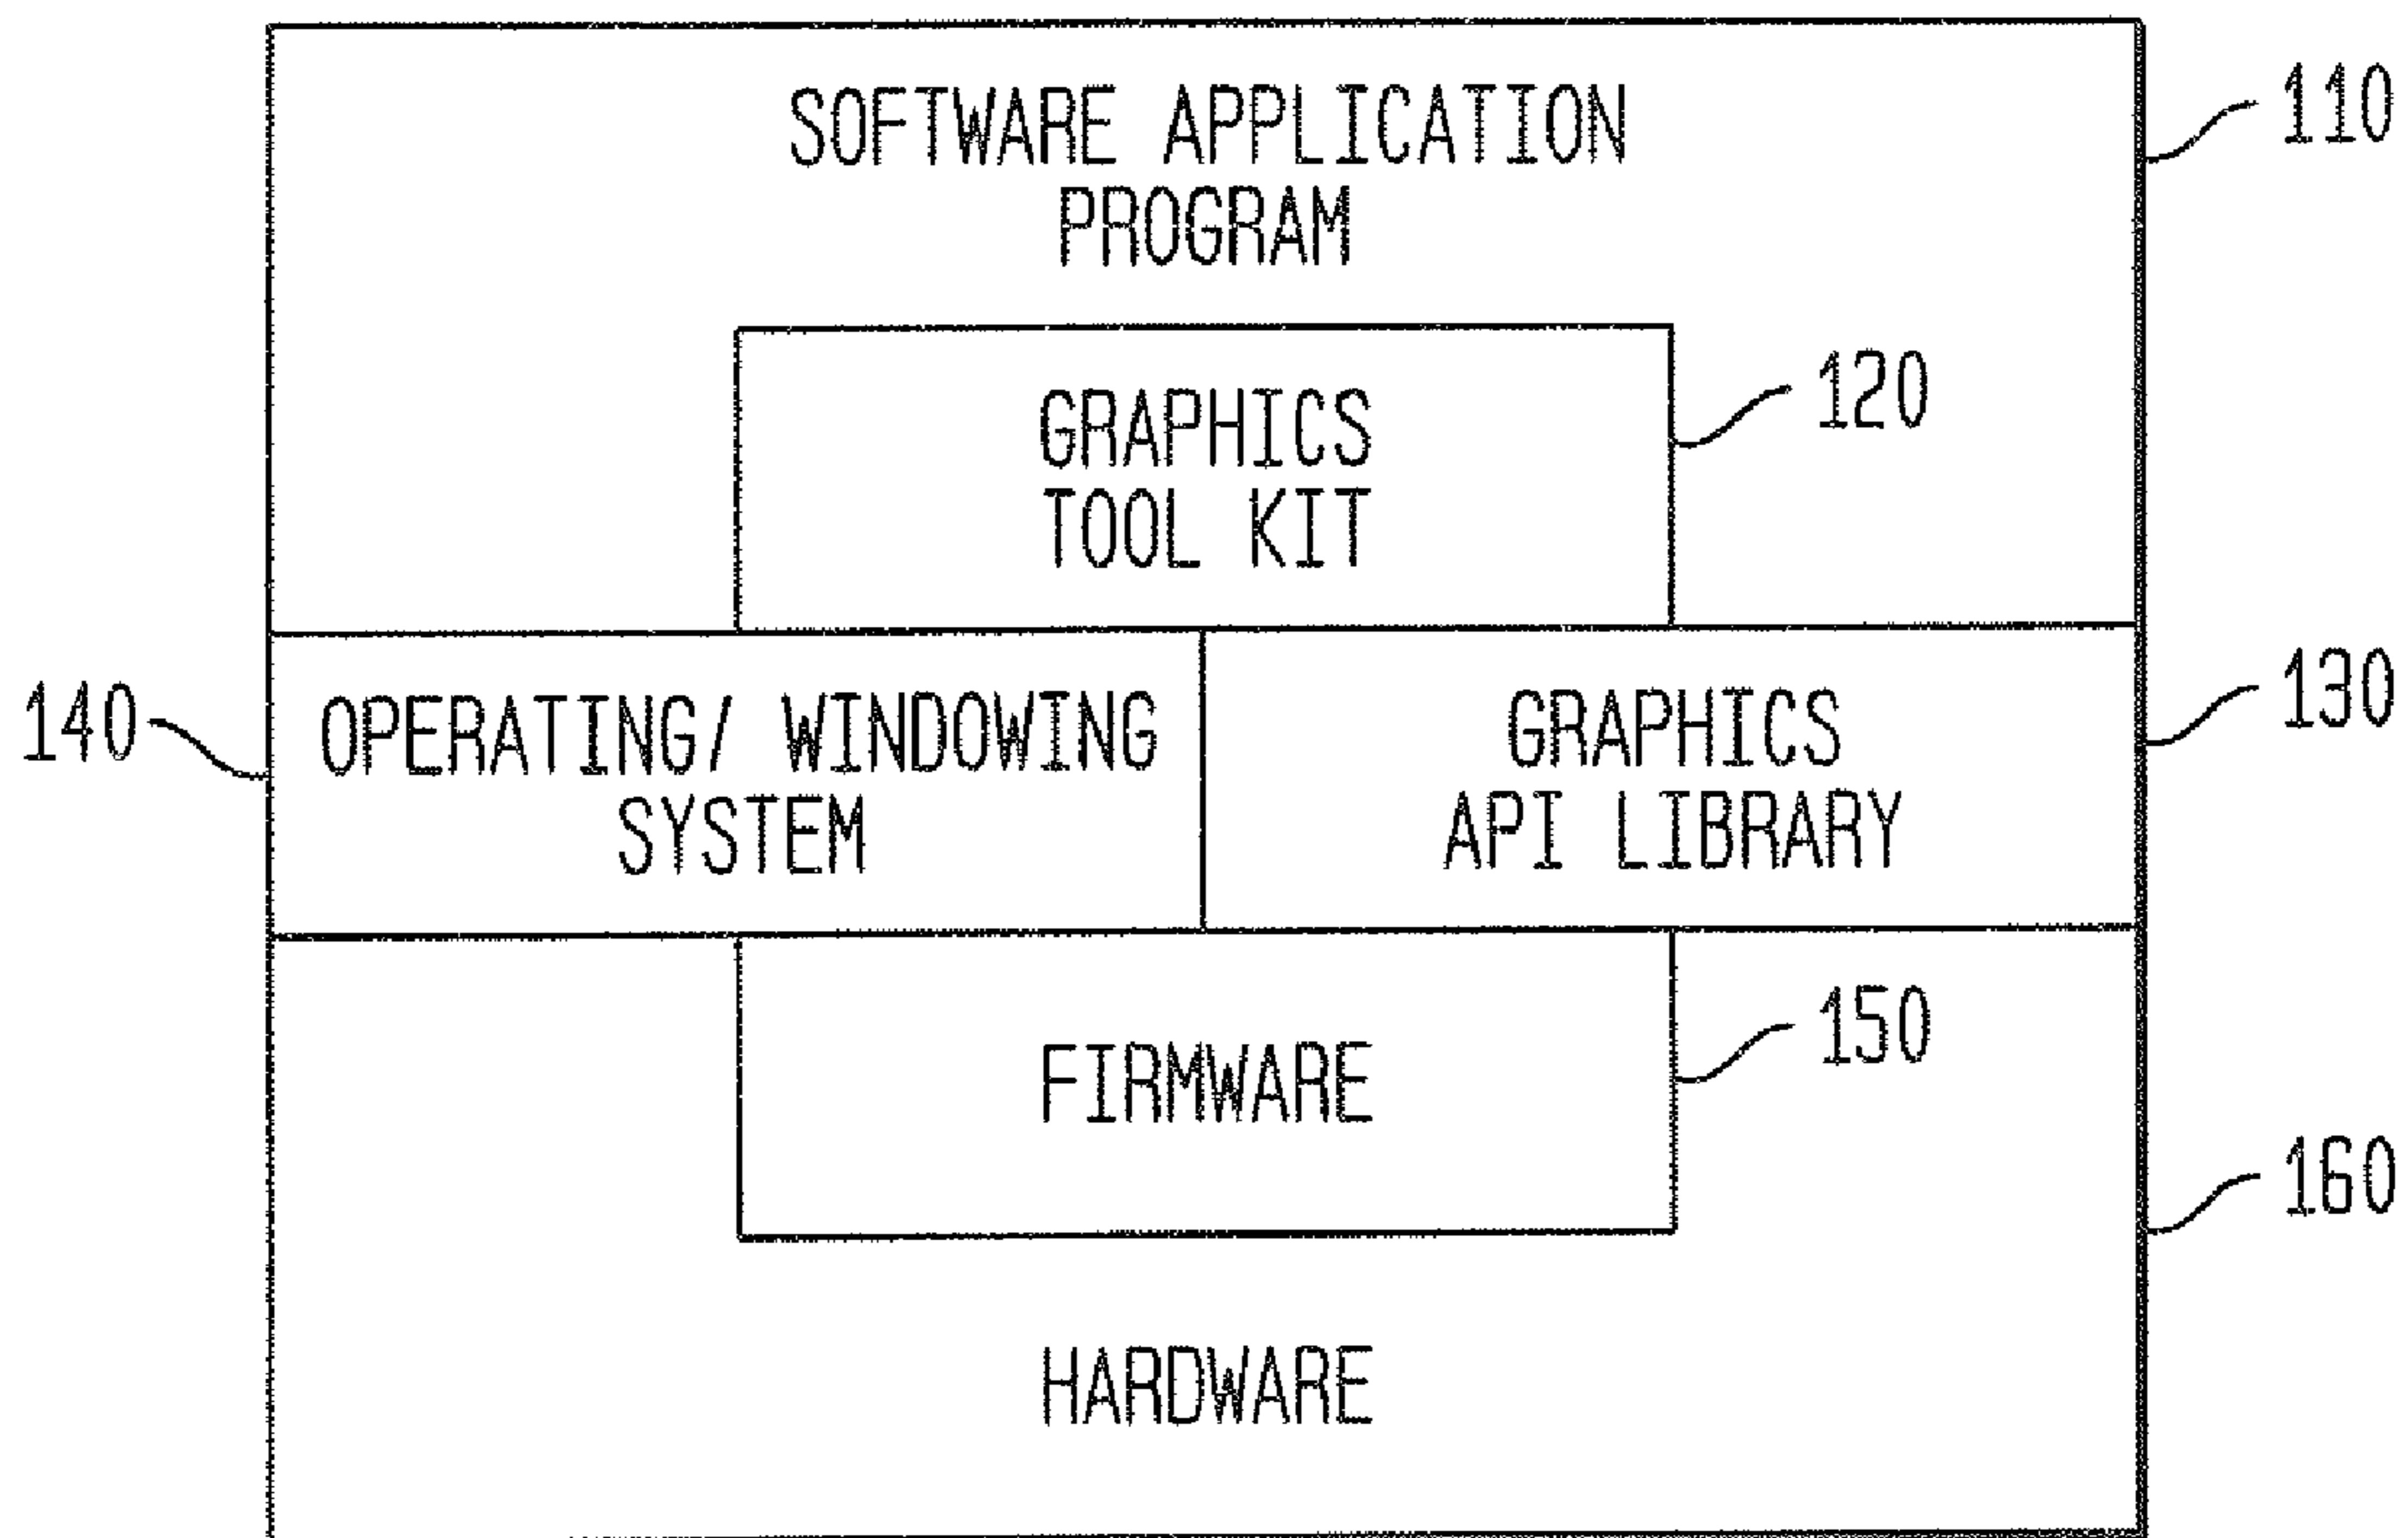 SOFTWARE APPLICATION
PROGRAM
110
GRAPHICS
TOOL KIT
120
140
OPERATING/ WINDOWING
SYSTEM
GRAPHICS
API LIBRARY
130
FIRMWARE
150
160
HARDWARE